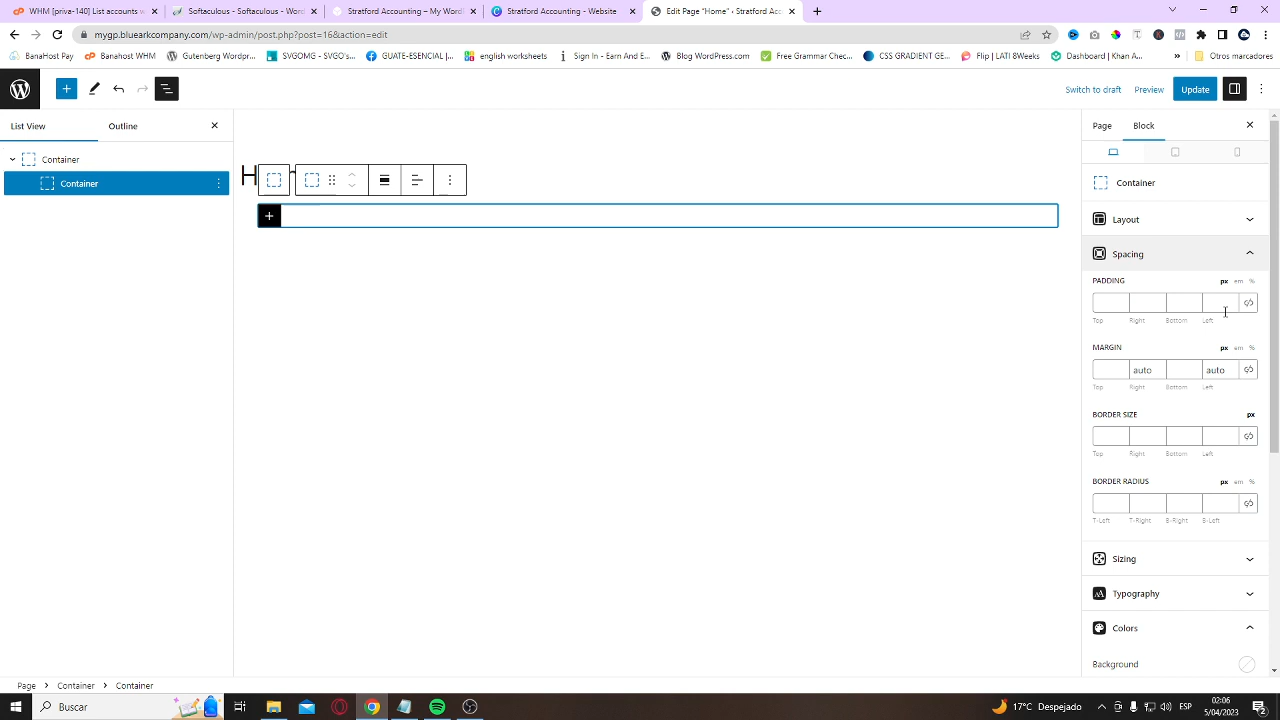 WHM [priva-140] List accounts w
Softaculous - Softaculous - Word
Stratford Accounting – My Word
Stratford Accounting - Website
Edit Page "Home" ‹ Stratford Acc
mygp.bluearkcompany.com/wp-admin/post.php?post=16&action=edit
BanaHost Pay
BanaHost WHM
Gutenberg Wordpr...
SVGOMG - SVGO's...
GUATE-ESENCIAL |...
english worksheets
Sign In - Earn And E...
Blog WordPress.com
Free Grammar Chec...
CSS GRADIENT GE...
Flip | LATI 8Weeks
Dashboard | Khan A...
»
Otros marcadores
Switch to draft
Preview
Update
List View
Outline
Page
Block
Container
Container
H
Container
Layout
Spacing
PADDING
px em %
Top Right Bottom Left
MARGIN
px em %
auto auto
Top Right Bottom Left
BORDER SIZE
px
Top Right Bottom Left
BORDER RADIUS
px em %
T-Left T-Right B-Right B-Left
Sizing
Typography
Colors
Background
Page > Container > Container
Buscar
17°C Despejado
ESP
02:06
5/04/2023